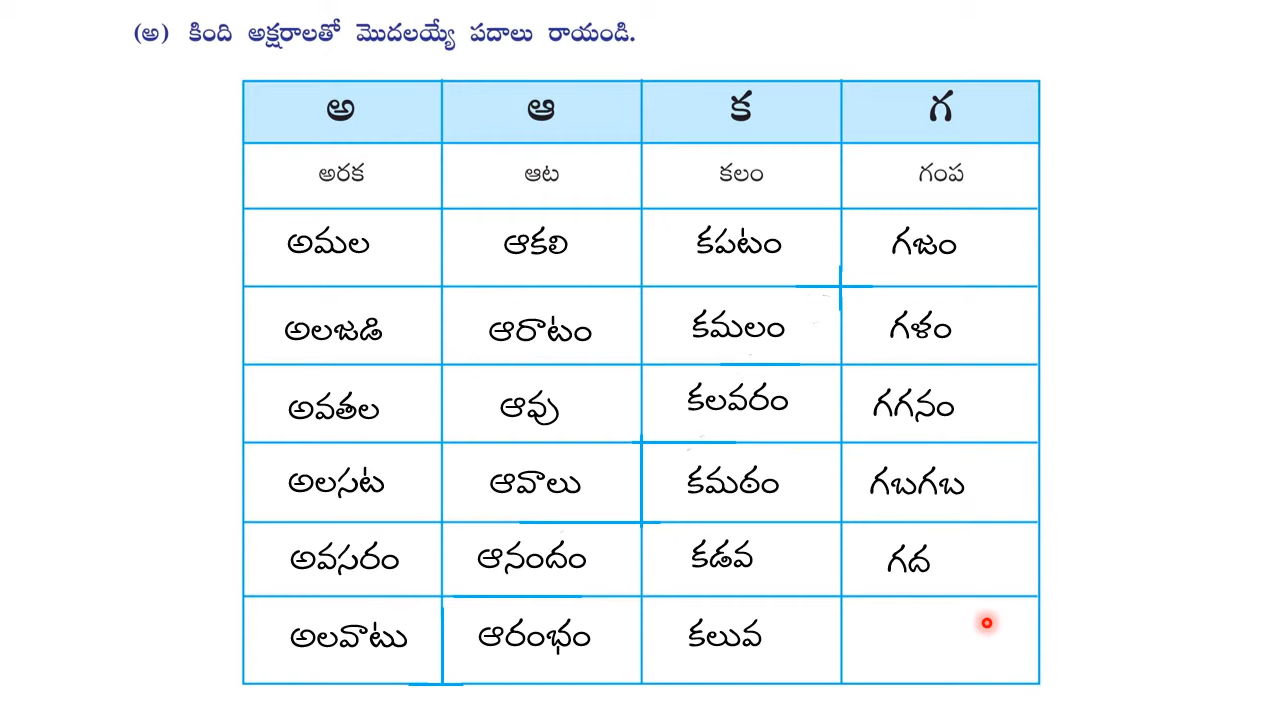 (అ) కింది అక్షరాలతో మొదలయ్యే పదాలు రాయండి.
అ ఆ క గ
అరక ఆట కలం గంప
అమల ఆకలి కపటం గజం
అలజడి ఆరాటం కమలం గళం
అవతల ఆవు కలవరం గగనం
అలసట ఆవాలు కమఠం గబగబ
అవసరం ఆనందం కడవ గద
అలవాటు ఆరంభం కలువ